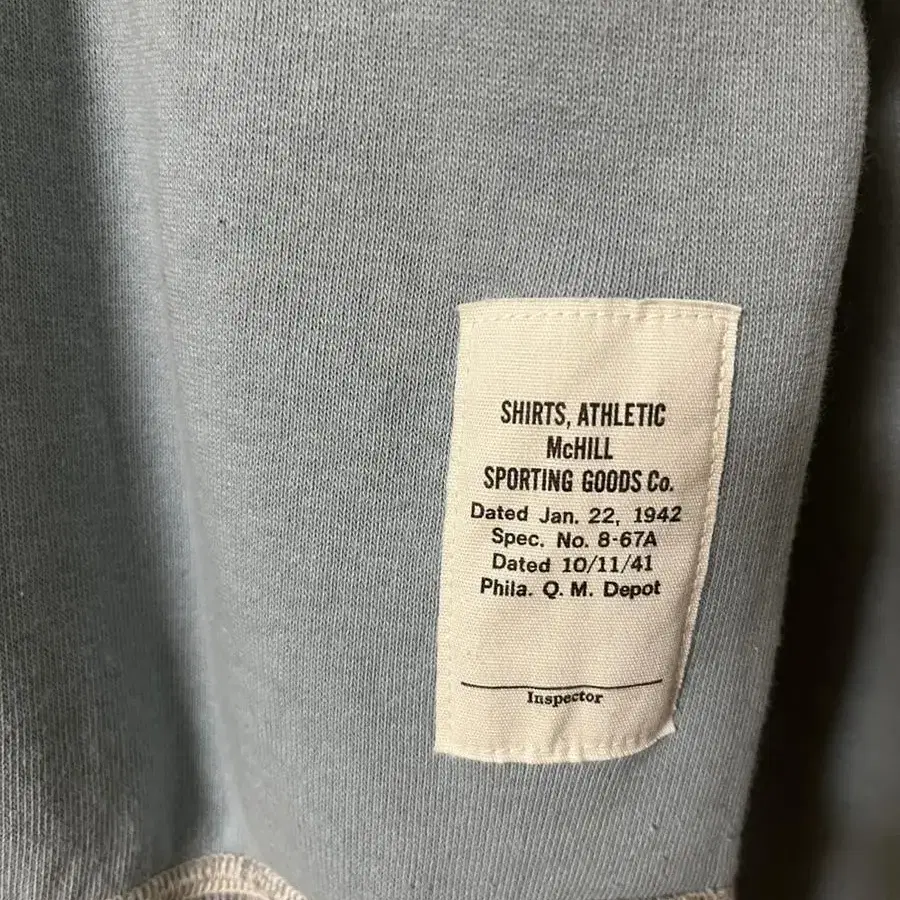 SHIRTS, ATHLETIC
McHILL
SPORTING GOODS Co.
Dated Jan. 22, 1942
Spec. No. 8-67A
Dated 10/11/41
Phila. Q. M. Depot
Inspector